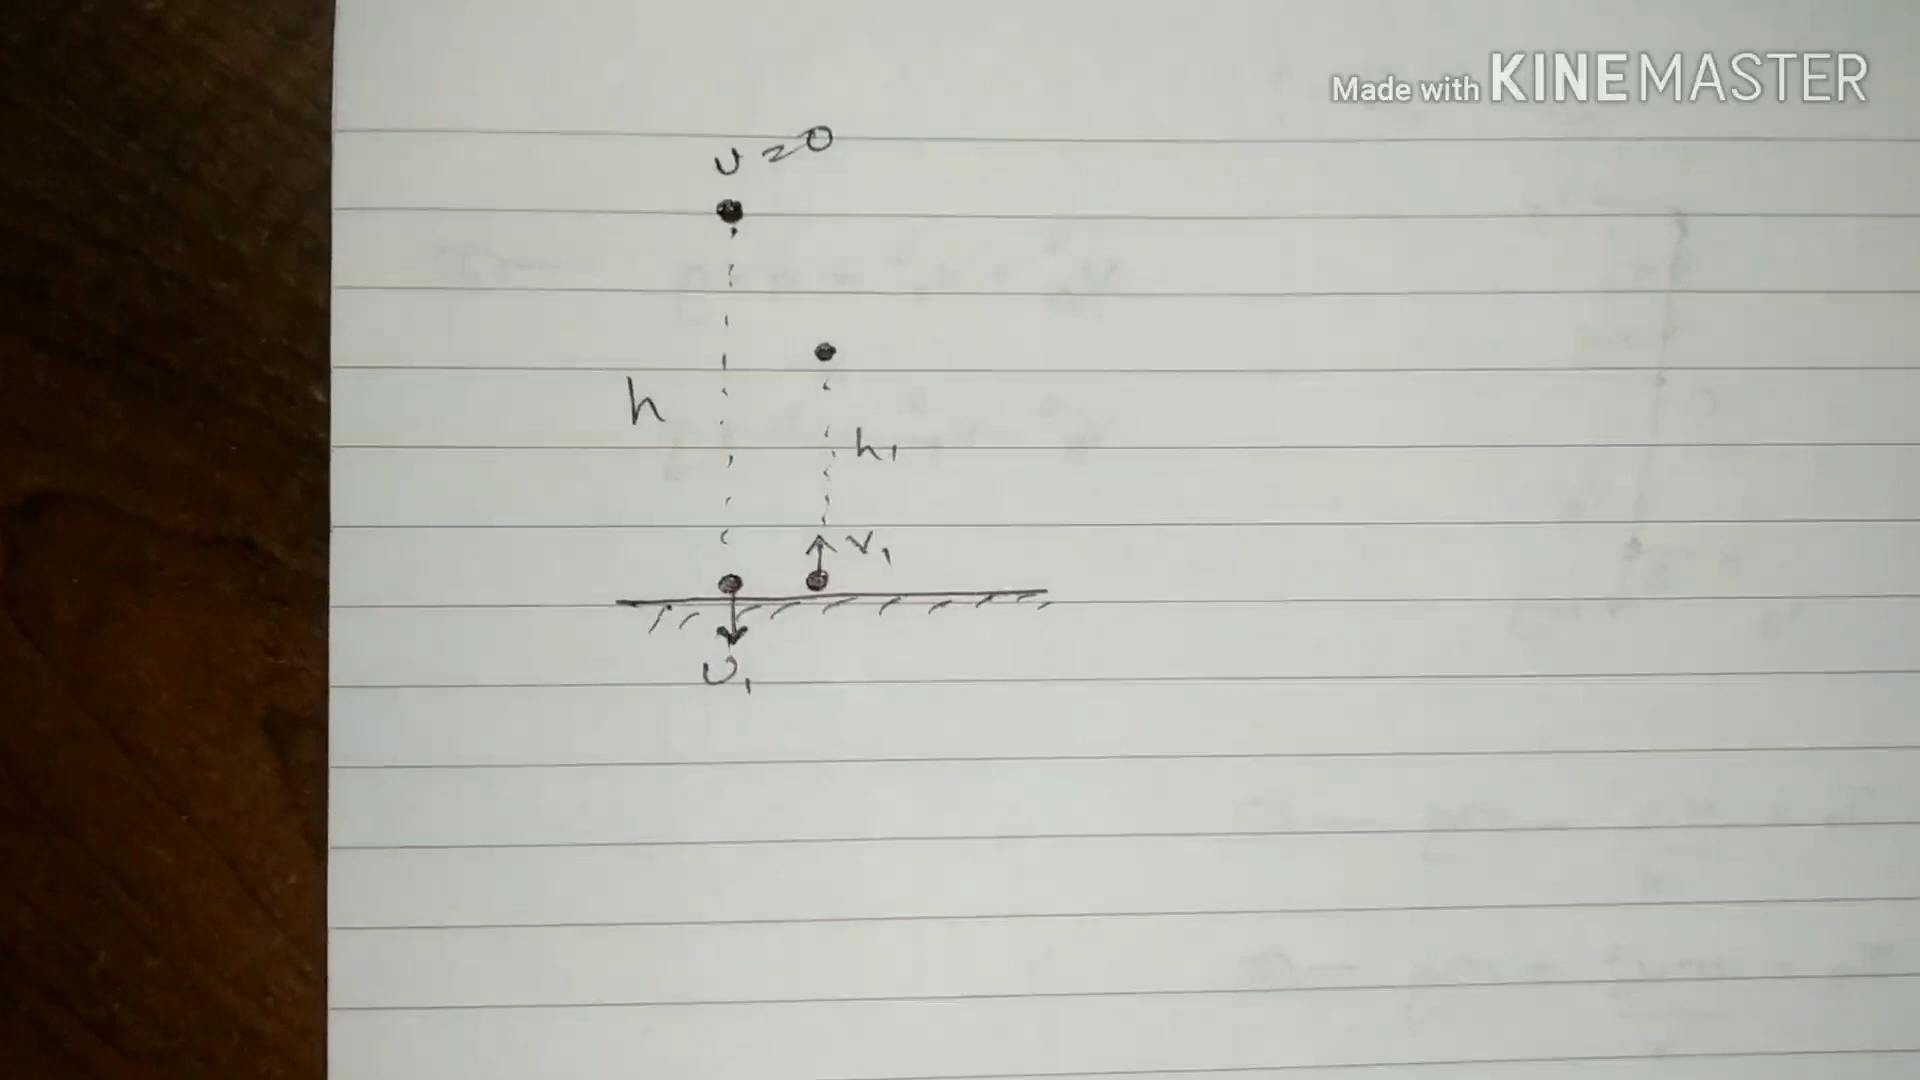 Made with KINEMASTER
u = 0
h
h₁
v₁
u₁